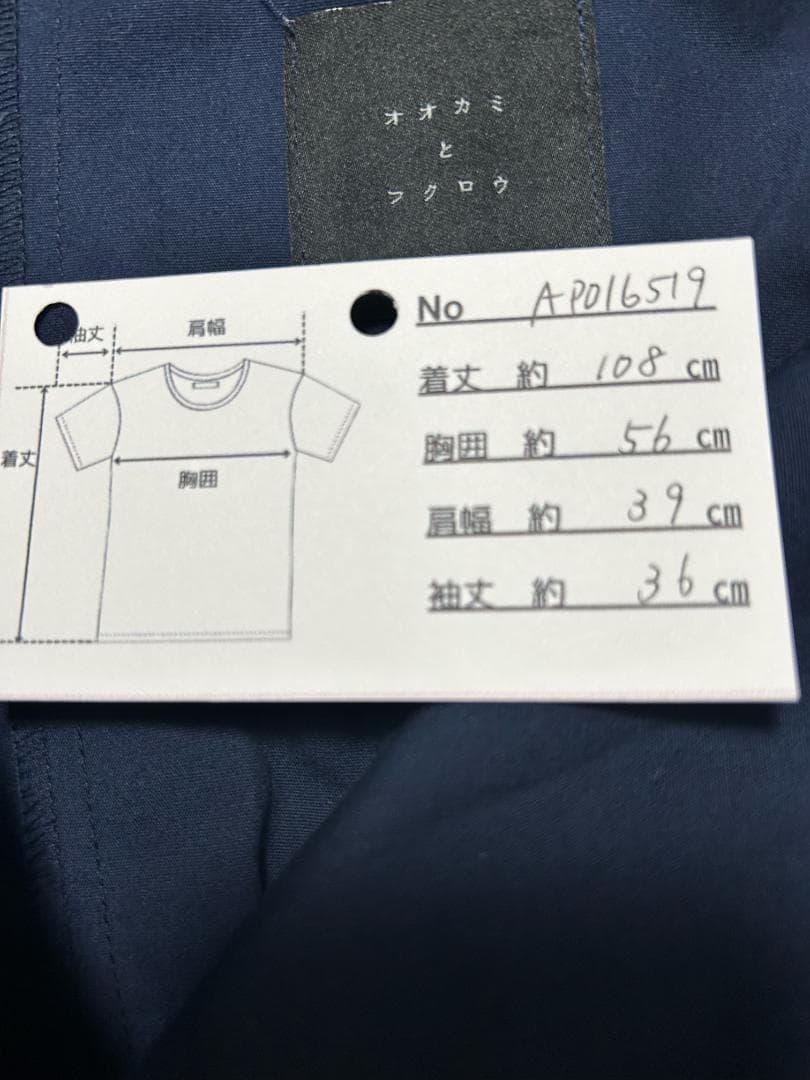 オオカミ
と
フクロウ
No AP016519
着丈 約 108 cm
胸囲 約 56 cm
肩幅 約 39 cm
袖丈 約 36 cm
袖丈
肩幅
着丈
胸囲